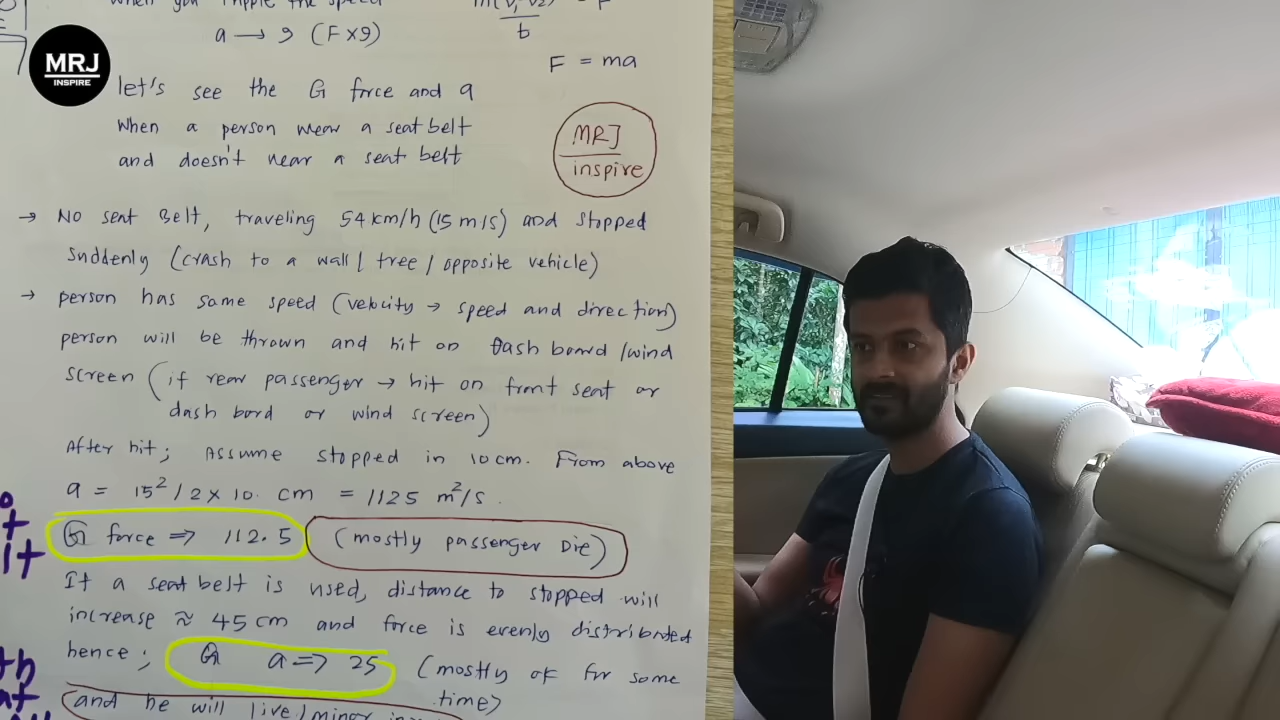 when you tripple the speed
a → 9 (F×9)
F = ma
MRJ
INSPIRE
let's see the G force and a
When a person wear a seat belt
and doesn't wear a seat belt
MRJ
inspire
→ No seat Belt, traveling 54 km/h (15 m/s) and stopped
suddenly (crash to a wall / tree / opposite vehicle)
→ person has same speed (velocity → speed and direction)
person will be thrown and hit on Dash board / wind
screen (if rear passenger → hit on front seat or
dash bord or wind screen)
After hit; Assume stopped in 10 cm. From above
a = 15²/2 × 10 cm = 1125 m²/s.
G force ⇒ 112.5 (mostly passenger Die)
If a seat belt is used, distance to stopped will
increase ≈ 45 cm and force is evenly distributed
hence; G a ⇒ 25 (mostly ok for some
time)
and he will live / minor